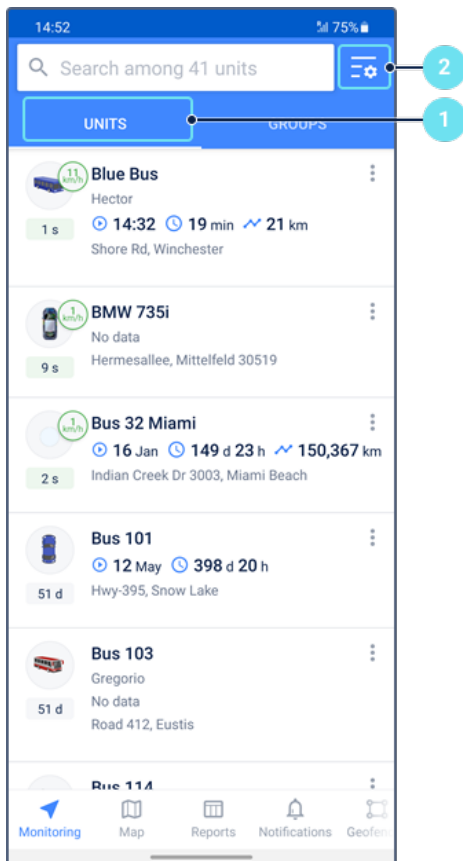 14:52
75%
Search among 41 units
2
1
UNITS
GROUPS
11 km/h
Blue Bus
Hector
1 s
14:32 19 min 21 km
Shore Rd, Winchester
1 km/h
BMW 735i
No data
9 s
Hermesallee, Mittelfeld 30519
1 km/h
Bus 32 Miami
16 Jan 149 d 23 h 150,367 km
2 s
Indian Creek Dr 3003, Miami Beach
Bus 101
12 May 398 d 20 h
51 d
Hwy-395, Snow Lake
Bus 103
Gregorio
51 d
No data
Road 412, Eustis
Bus 114
Monitoring
Map
Reports
Notifications
Geofen